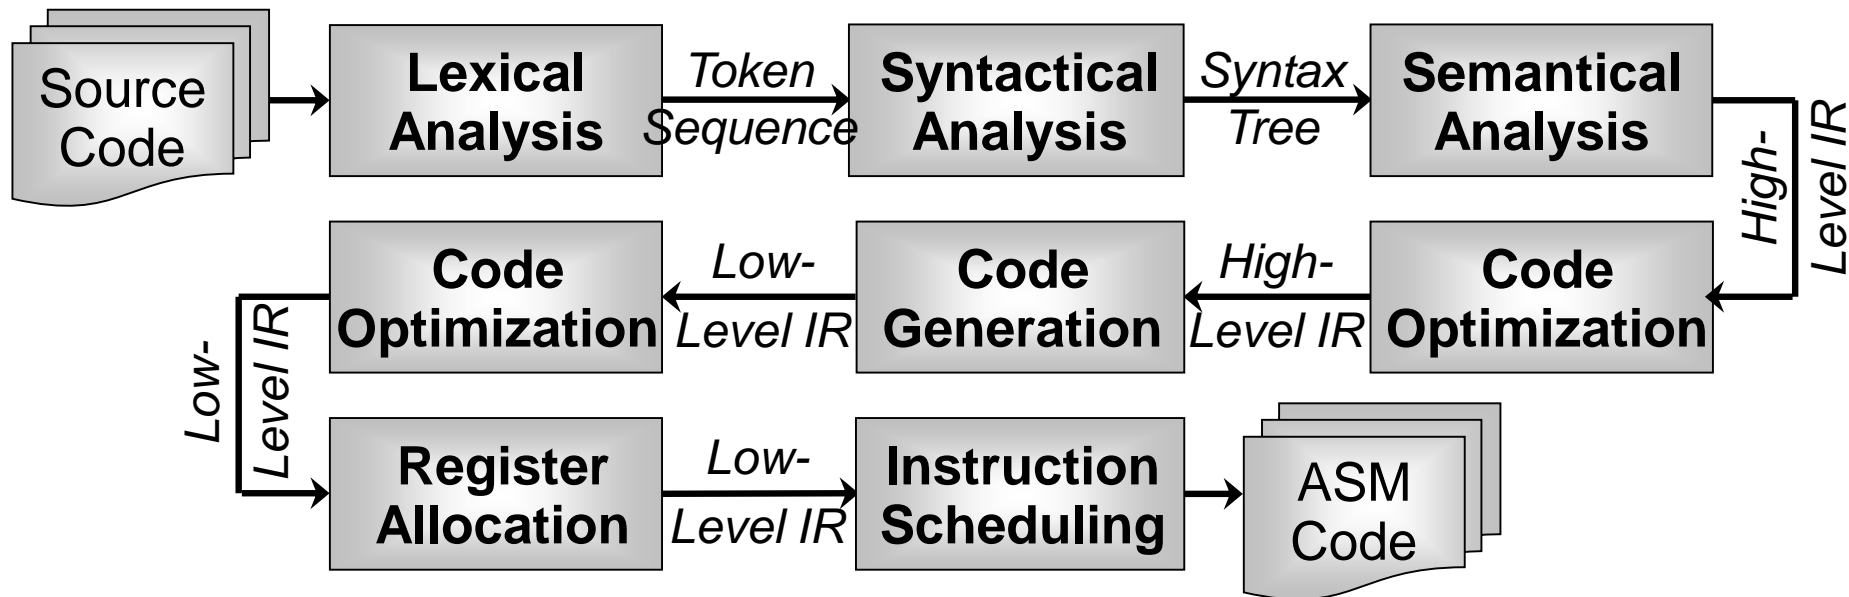 Source
Code
Lexical
Analysis
Token
Sequence
Syntactical
Analysis
Syntax
Tree
Semantical
Analysis
High-
Level IR
Code
Optimization
High-
Level IR
Code
Generation
Low-
Level IR
Code
Optimization
Low-
Level IR
Register
Allocation
Low-
Level IR
Instruction
Scheduling
ASM
Code